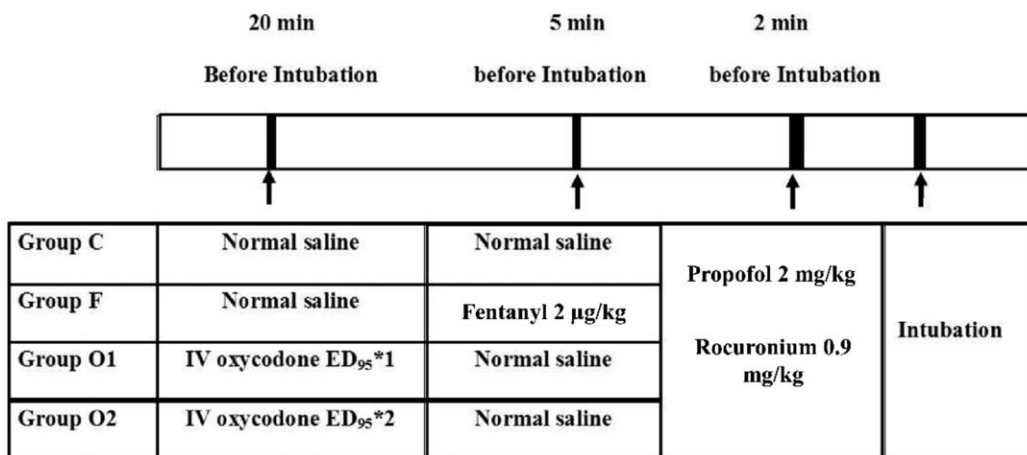 20 min 5 min 2 min
Before Intubation before Intubation before Intubation
Group C Normal saline Normal saline
Propofol 2 mg/kg
Group F Normal saline Fentanyl 2 μg/kg
Intubation
Rocuronium 0.9
Group O1 IV oxycodone ED₉₅*1 Normal saline
mg/kg
Group O2 IV oxycodone ED₉₅*2 Normal saline